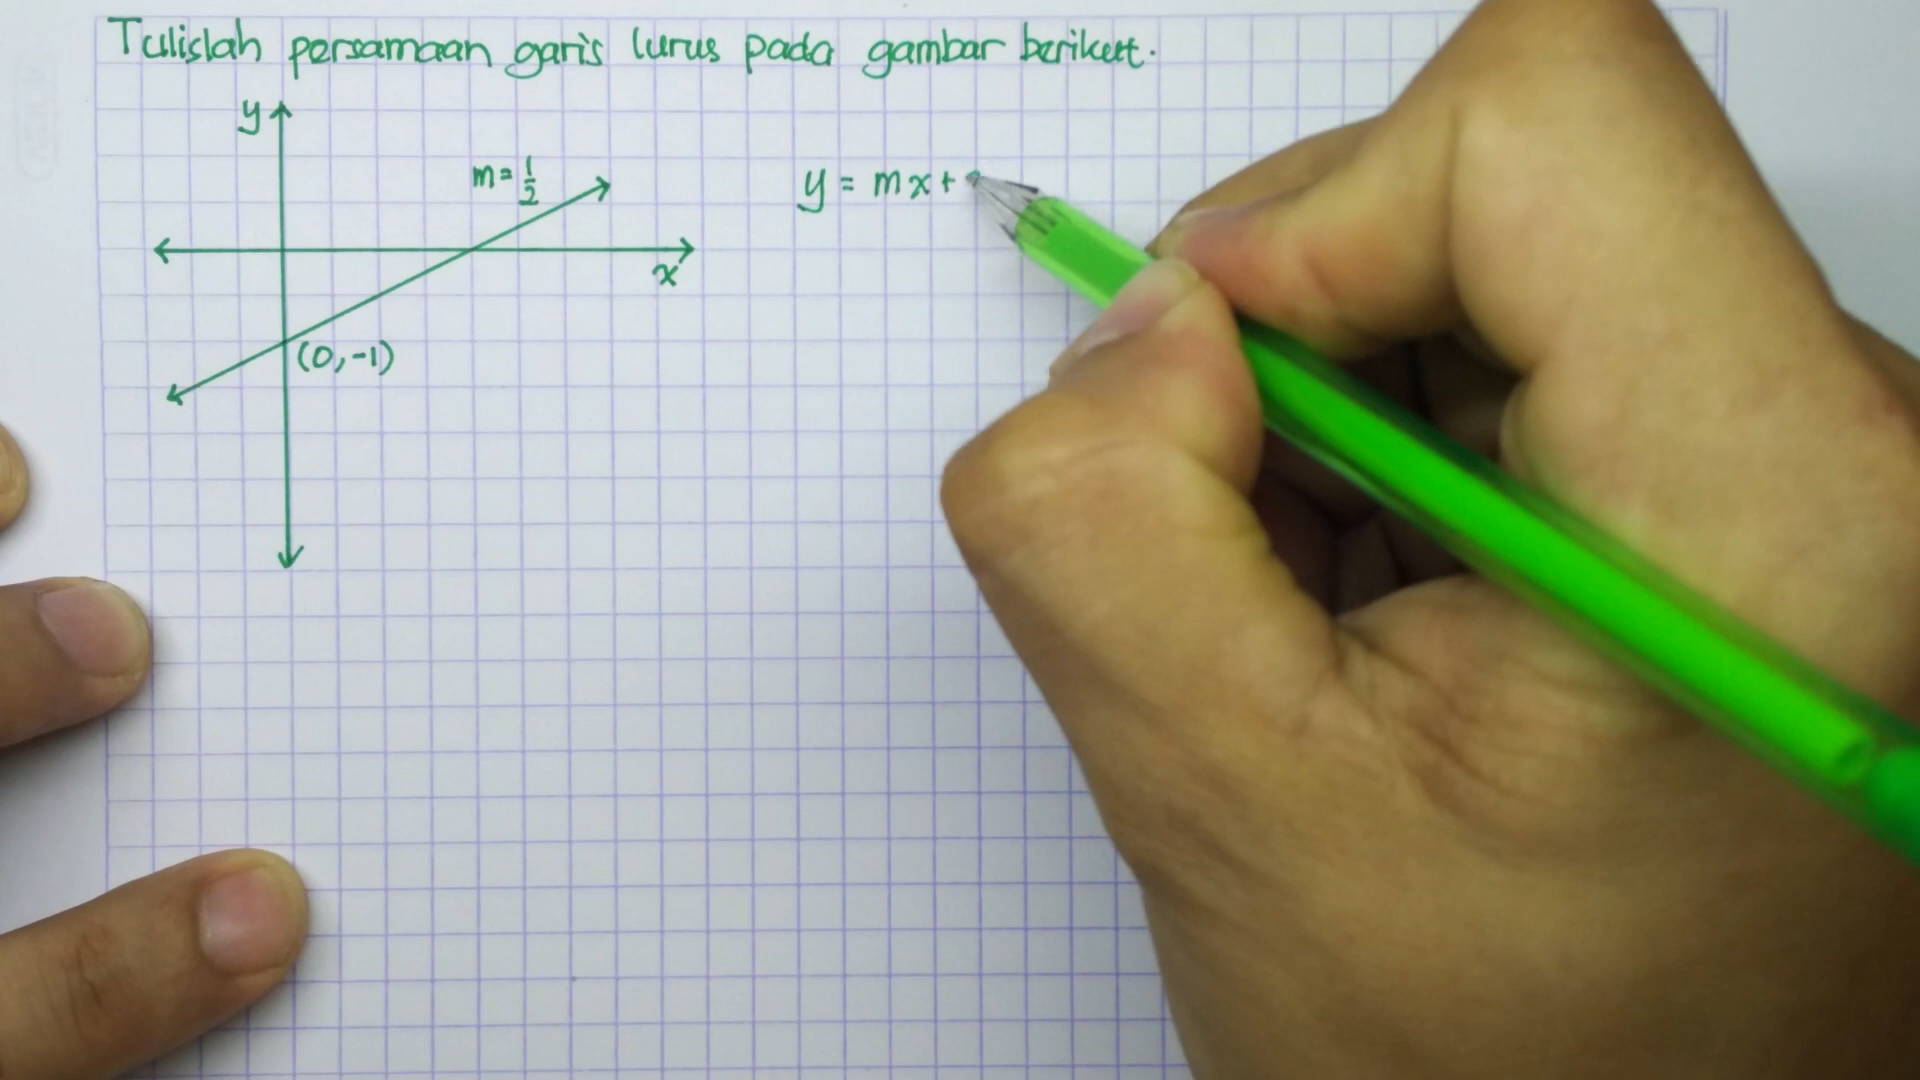 Tulislah persamaan garis lurus pada gambar berikut.
y
m = 1/2
y = mx +
x
(0, -1)